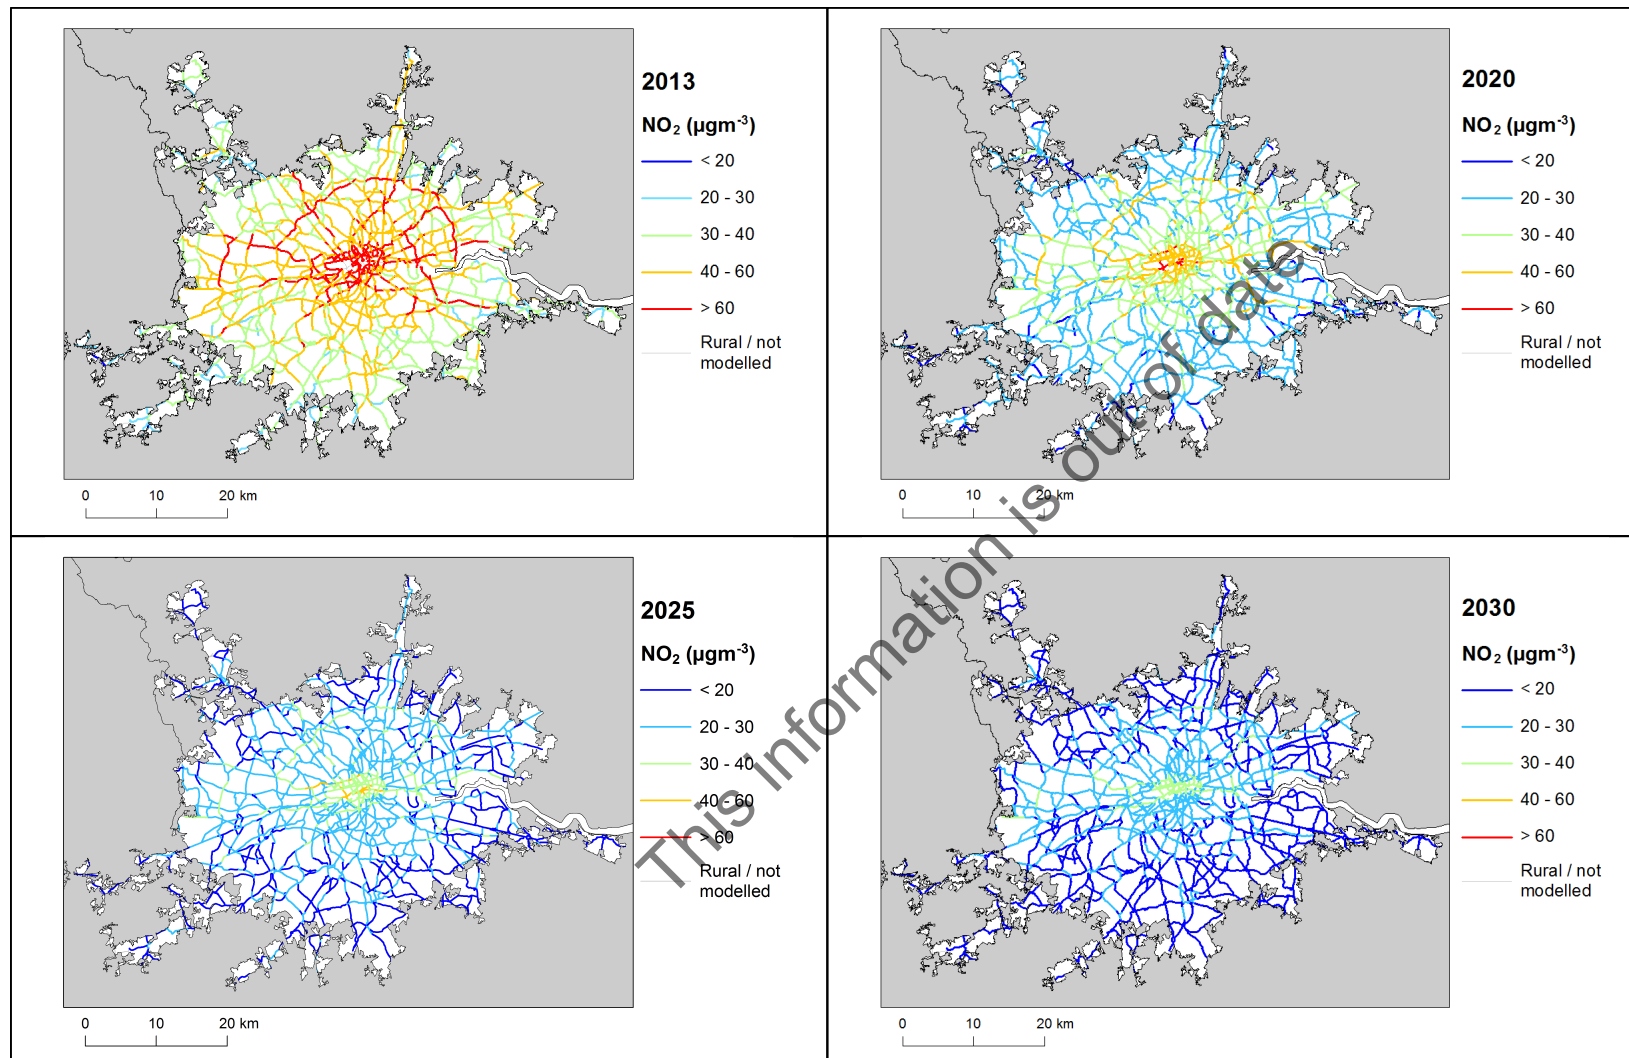 2013
NO₂ (µgm⁻³)
< 20
20 - 30
30 - 40
40 - 60
> 60
Rural / not
modelled
0 10 20 km
2020
NO₂ (µgm⁻³)
< 20
20 - 30
30 - 40
40 - 60
> 60
Rural / not
modelled
0 10 20 km
2025
NO₂ (µgm⁻³)
< 20
20 - 30
30 - 40
40 - 60
> 60
Rural / not
modelled
0 10 20 km
2030
NO₂ (µgm⁻³)
< 20
20 - 30
30 - 40
40 - 60
> 60
Rural / not
modelled
0 10 20 km
This information is out of date.